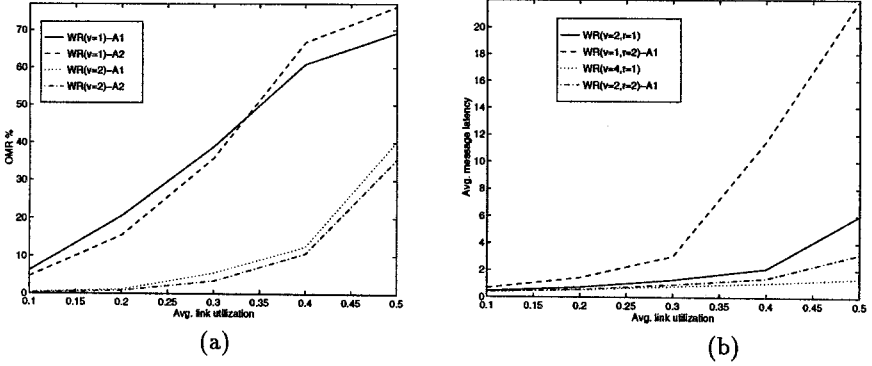 70
60
50
40
30
20
10
0
OMR %
WR(v=1)-A1
WR(v=1)-A2
WR(v=2)-A1
WR(v=2)-A2
0.1 0.15 0.2 0.25 0.3 0.35 0.4 0.45 0.5
Avg. link utilization
(a)
20
18
16
14
12
10
8
6
4
2
0
Avg. message latency
WR(v=2,r=1)
WR(v=1,r=2)-A1
WR(v=4,r=1)
WR(v=2,r=2)-A1
0.1 0.15 0.2 0.25 0.3 0.35 0.4 0.45 0.5
Avg. link utilization
(b)